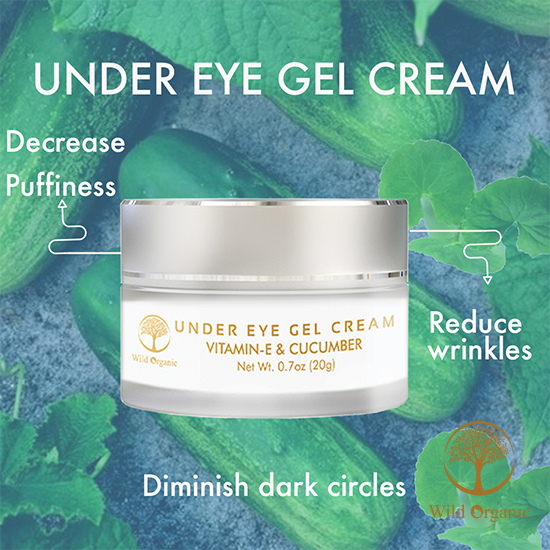 UNDER EYE GEL CREAM
Decrease
Puffiness
UNDER EYE GEL CREAM
VITAMIN-E & CUCUMBER
Net Wt. 0.7oz (20g)
Wild Organic
Reduce
wrinkles
Diminish dark circles
Wild Organic